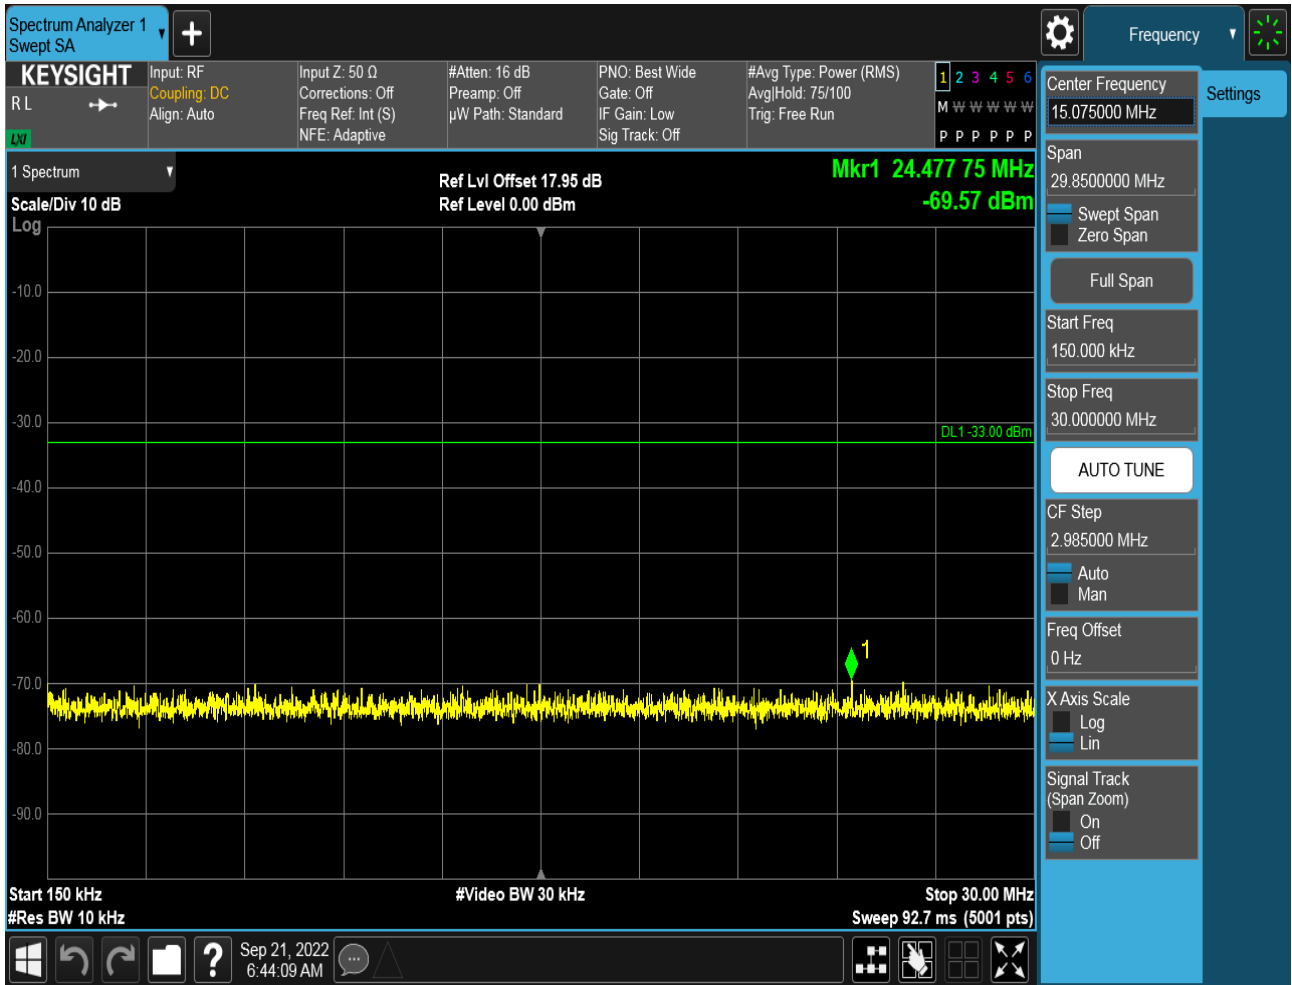 Spectrum Analyzer 1
Swept SA
Frequency
KEYSIGHT
R L
LXI
Input: RF
Coupling: DC
Align: Auto
Input Z: 50 Ω
Corrections: Off
Freq Ref: Int (S)
NFE: Adaptive
#Atten: 16 dB
Preamp: Off
µW Path: Standard
PNO: Best Wide
Gate: Off
IF Gain: Low
Sig Track: Off
#Avg Type: Power (RMS)
Avg|Hold: 75/100
Trig: Free Run
1 2 3 4 5 6
M W W W W W
P P P P P P
1 Spectrum
Scale/Div 10 dB
Log
Ref Lvl Offset 17.95 dB
Ref Level 0.00 dBm
Mkr1 24.477 75 MHz
-69.57 dBm
-10.0
-20.0
-30.0
DL1 -33.00 dBm
-40.0
-50.0
-60.0
1
-70.0
-80.0
-90.0
Start 150 kHz
#Video BW 30 kHz
Stop 30.00 MHz
#Res BW 10 kHz
Sweep 92.7 ms (5001 pts)
Center Frequency
15.075000 MHz
Settings
Span
29.8500000 MHz
Swept Span
Zero Span
Full Span
Start Freq
150.000 kHz
Stop Freq
30.000000 MHz
AUTO TUNE
CF Step
2.985000 MHz
Auto
Man
Freq Offset
0 Hz
X Axis Scale
Log
Lin
Signal Track
(Span Zoom)
On
Off
?
Sep 21, 2022
6:44:09 AM